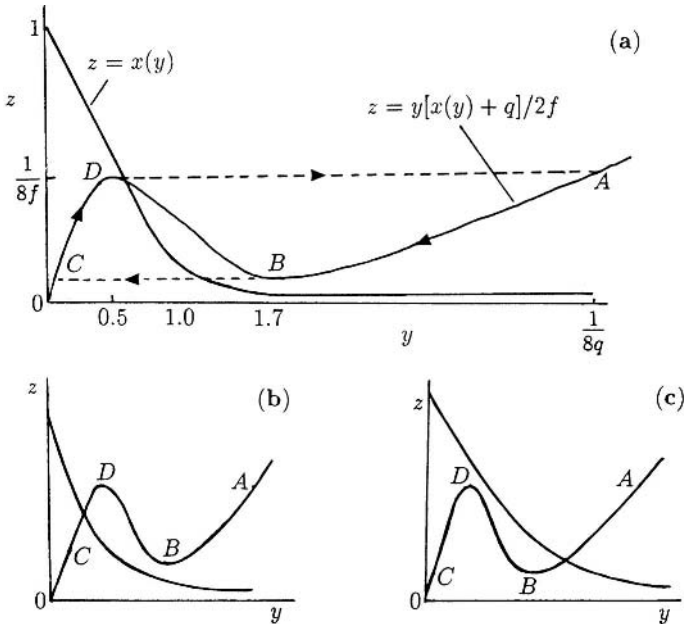 1
(a)
z = x(y)
z
z = y[x(y) + q]/2f
1/8f
D
A
C
B
0
0.5
1.0
1.7
y
1/8q
z
(b)
D
A
C
B
0
y
z
(c)
D
A
C
B
0
y